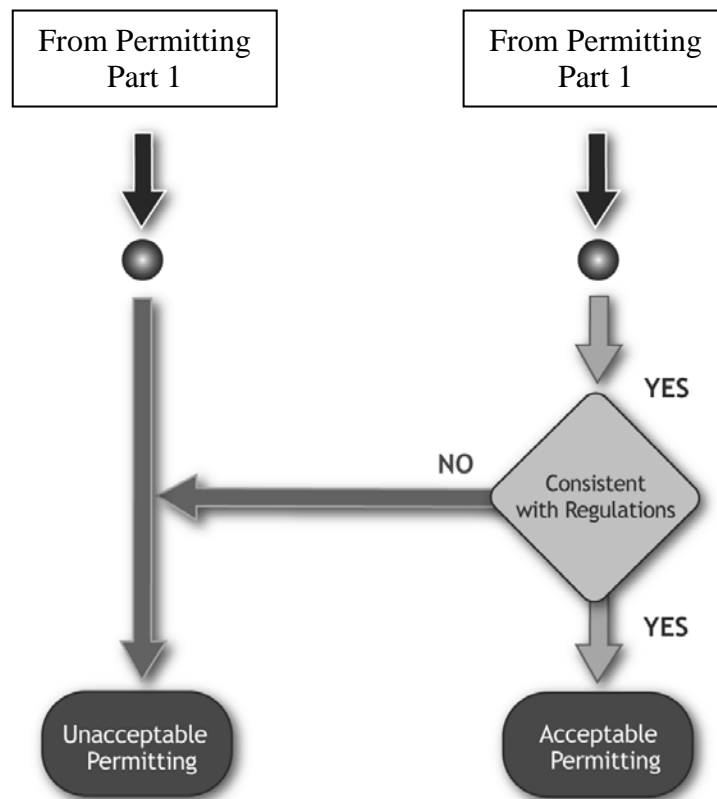 From Permitting
Part 1
From Permitting
Part 1
YES
NO
Consistent
with Regulations
YES
Unacceptable
Permitting
Acceptable
Permitting